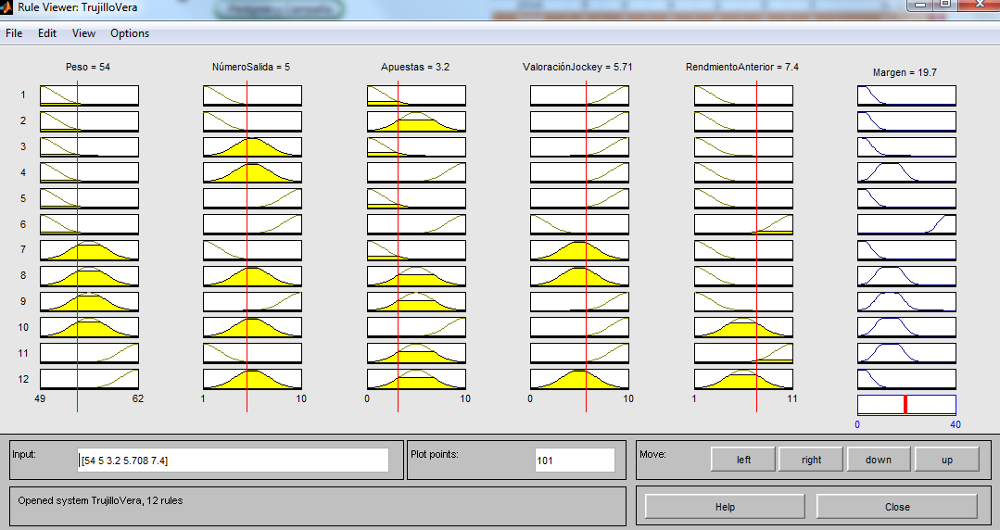 Rule Viewer: TrujilloVera
File Edit View Options
Peso = 54 NúmeroSalida = 5 Apuestas = 3.2 ValoraciónJockey = 5.71 RendimientoAnterior = 7.4 Margen = 19.7
1
2
3
4
5
6
7
8
9
10
11
12
49 62 1 10 0 10 0 10 1 11
0 40
Input: [54 5 3.2 5.708 7.4] Plot points: 101 Move: left right down up
Opened system TrujilloVera, 12 rules Help Close